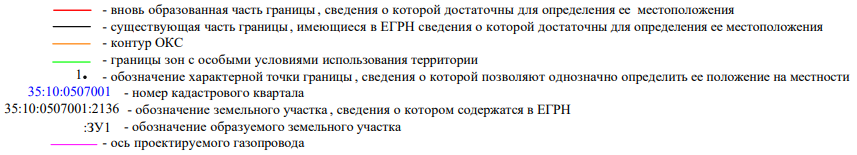 - вновь образованная часть границы, сведения о которой достаточны для определения ее местоположения
- существующая часть границы, имеющиеся в ЕГРН сведения о которой достаточны для определения ее местоположения
- контур ОКС
- границы зон с особыми условиями использования территории
1. - обозначение характерной точки границы, сведения о которой позволяют однозначно определить ее положение на местности
35:10:0507001 - номер кадастрового квартала
35:10:0507001:2136 - обозначение земельного участка, сведения о котором содержатся в ЕГРН
:ЗУ1 - обозначение образуемого земельного участка
- ось проектируемого газопровода